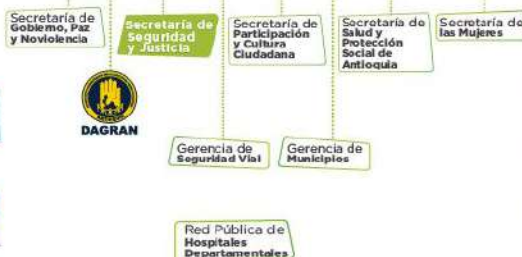 Secretaría de
Gobierno, Paz
y Noviolencia
Secretaría de
Seguridad
y Justicia
Secretaría de
Participación
y Cultura
Ciudadana
Secretaría de
Salud y
Protección
Social de
Antioquia
Secretaría de
las Mujeres
DAGRAN
Gerencia de
Seguridad Vial
Gerencia de
Municipios
Red Pública de
Hospitales
Departamentales